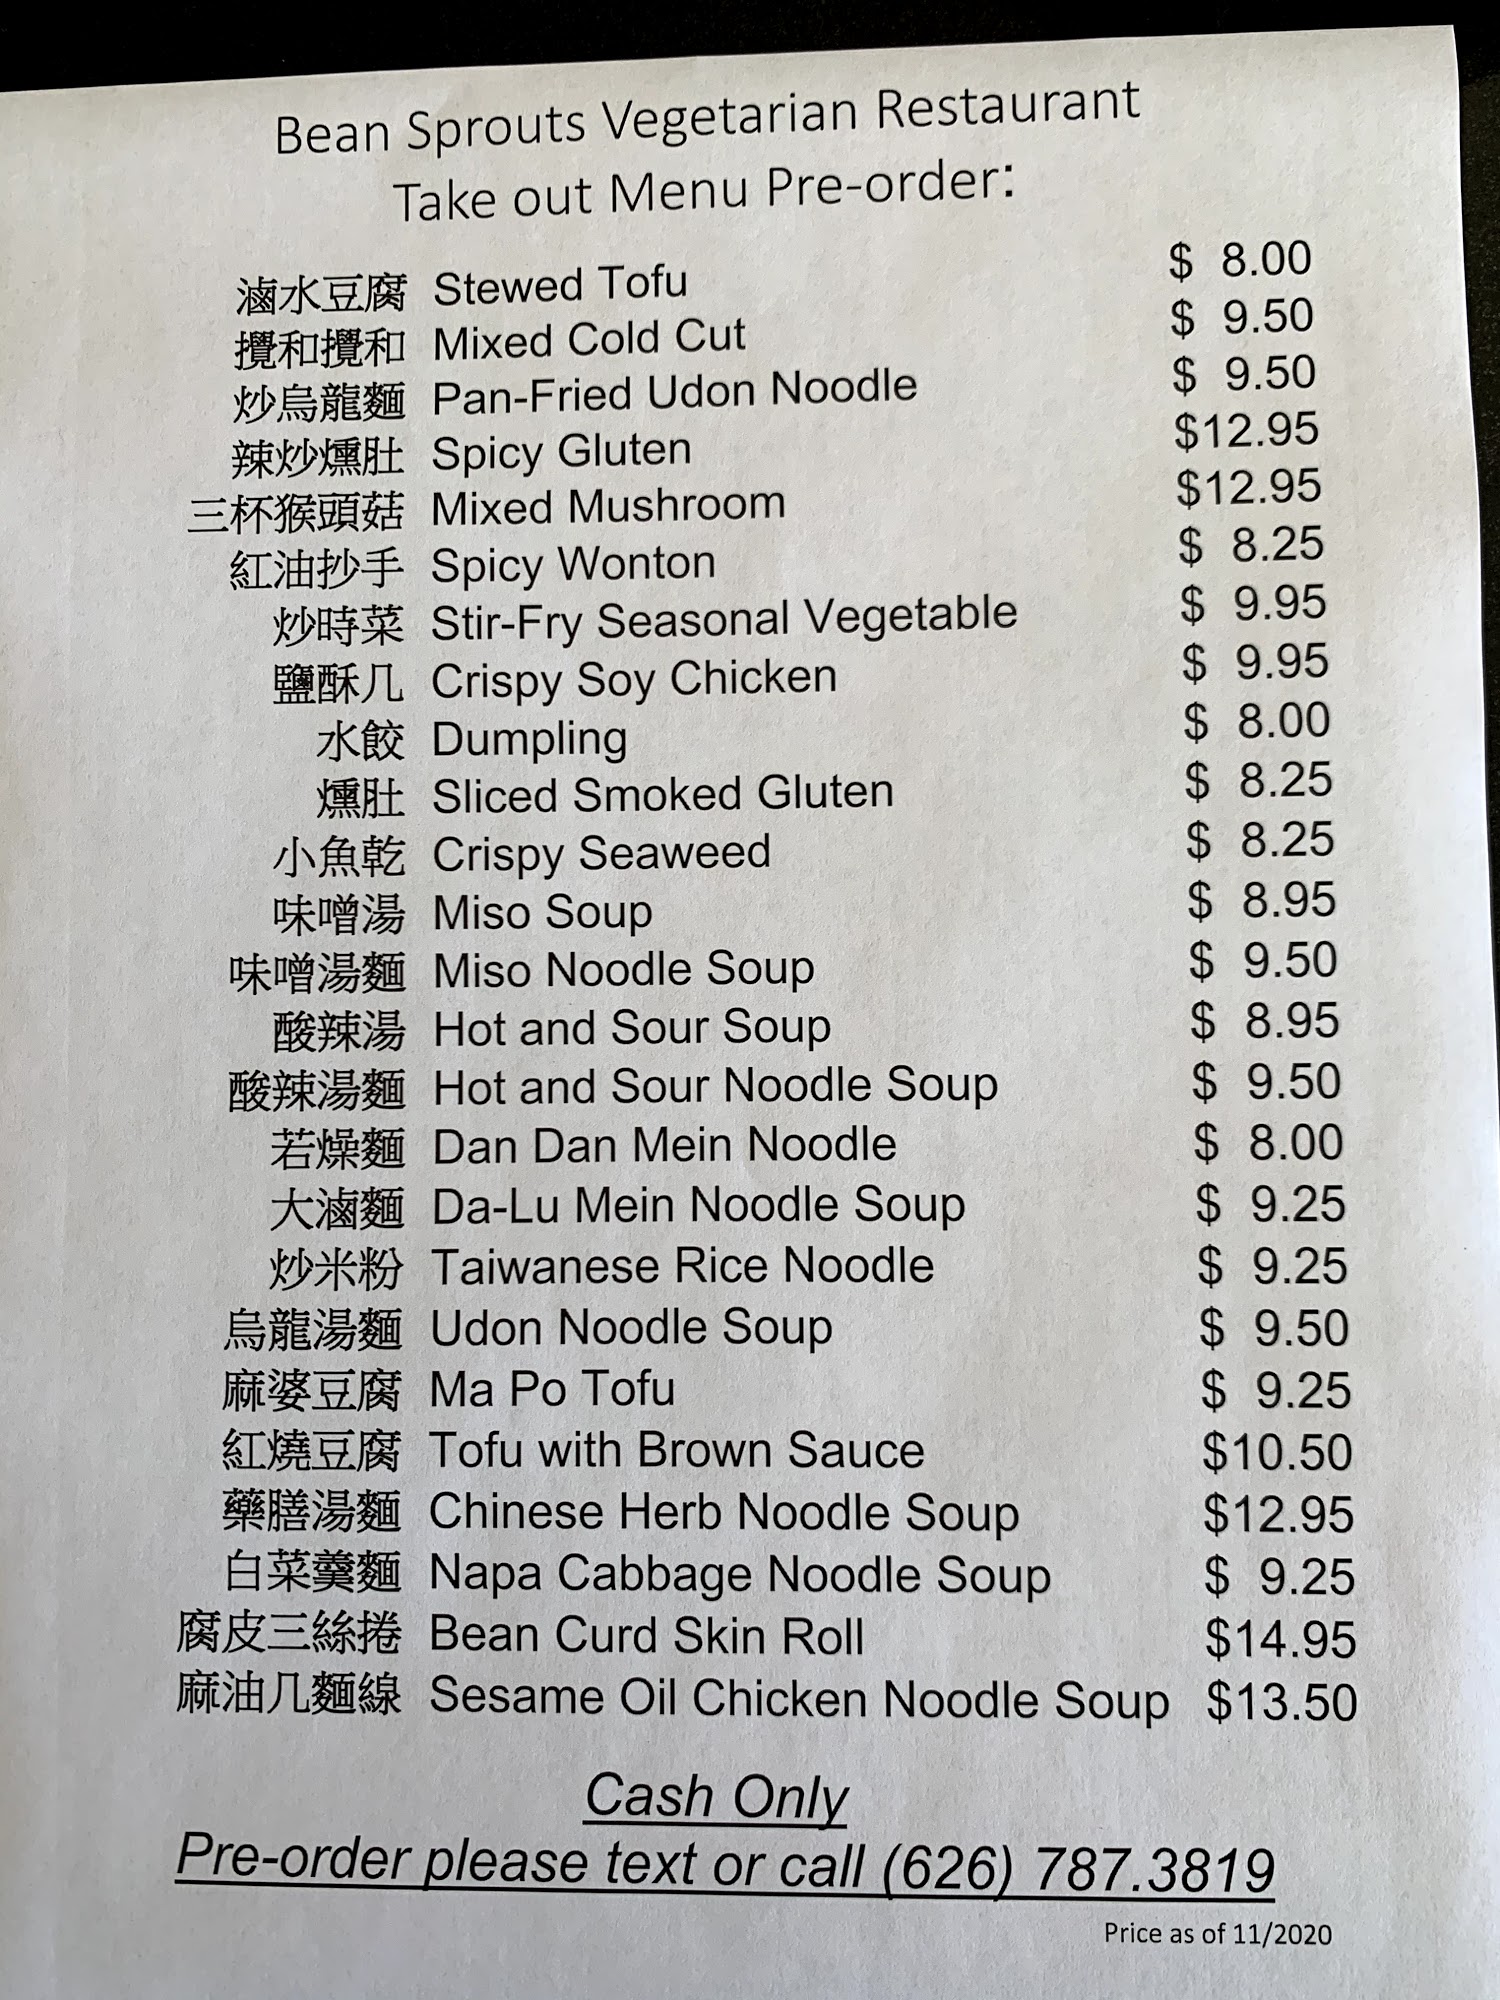 Bean Sprouts Vegetarian Restaurant
Take out Menu Pre-order:
滷水豆腐 Stewed Tofu $ 8.00
攪和攪和 Mixed Cold Cut $ 9.50
炒烏龍麵 Pan-Fried Udon Noodle $ 9.50
辣炒燻肚 Spicy Gluten $12.95
三杯猴頭菇 Mixed Mushroom $12.95
紅油抄手 Spicy Wonton $ 8.25
炒時菜 Stir-Fry Seasonal Vegetable $ 9.95
鹽酥几 Crispy Soy Chicken $ 9.95
水餃 Dumpling $ 8.00
燻肚 Sliced Smoked Gluten $ 8.25
小魚乾 Crispy Seaweed $ 8.25
味噌湯 Miso Soup $ 8.95
味噌湯麵 Miso Noodle Soup $ 9.50
酸辣湯 Hot and Sour Soup $ 8.95
酸辣湯麵 Hot and Sour Noodle Soup $ 9.50
若燥麵 Dan Dan Mein Noodle $ 8.00
大滷麵 Da-Lu Mein Noodle Soup $ 9.25
炒米粉 Taiwanese Rice Noodle $ 9.25
烏龍湯麵 Udon Noodle Soup $ 9.50
麻婆豆腐 Ma Po Tofu $ 9.25
紅燒豆腐 Tofu with Brown Sauce $10.50
藥膳湯麵 Chinese Herb Noodle Soup $12.95
白菜羹麵 Napa Cabbage Noodle Soup $ 9.25
腐皮三絲捲 Bean Curd Skin Roll $14.95
麻油几麵線 Sesame Oil Chicken Noodle Soup $13.50
Cash Only
Pre-order please text or call (626) 787.3819
Price as of 11/2020